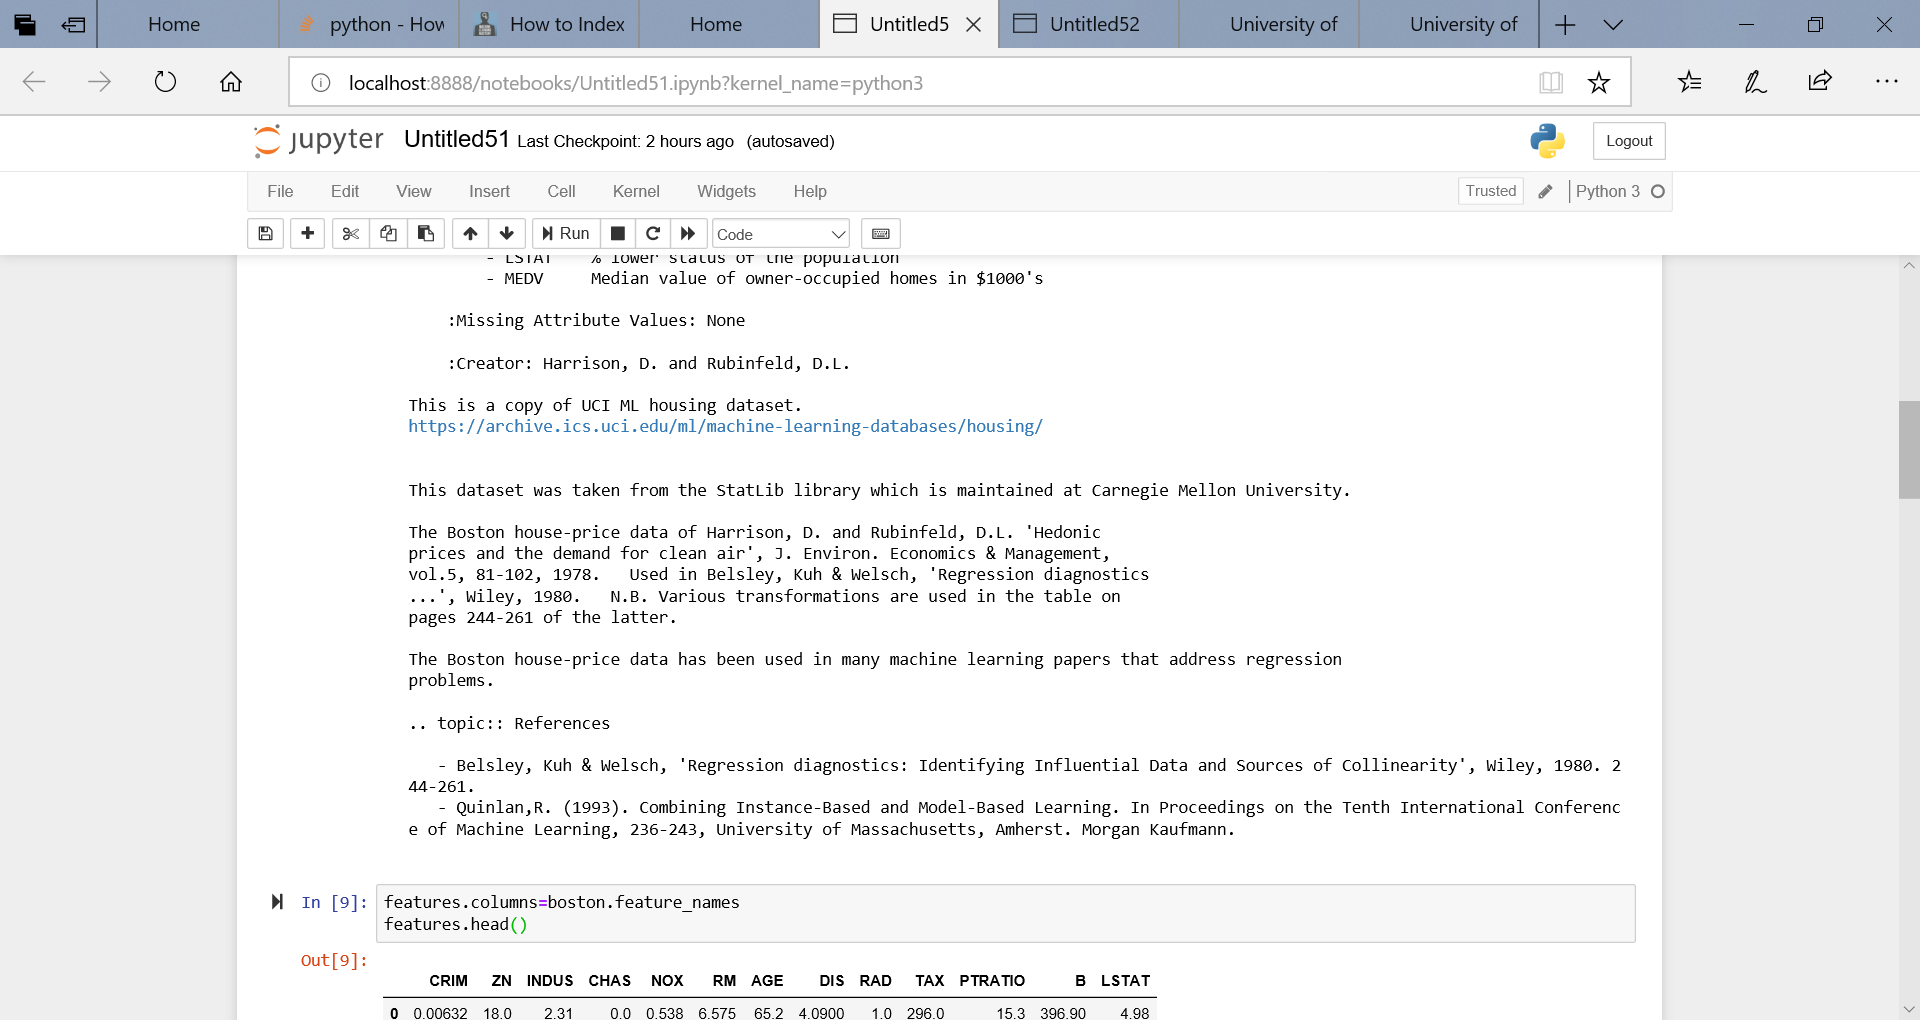 Home
python - How
How to Index
Home
Untitled5
Untitled52
University of
University of
localhost:8888/notebooks/Untitled51.ipynb?kernel_name=python3
jupyter Untitled51 Last Checkpoint: 2 hours ago (autosaved)
Logout
File Edit View Insert Cell Kernel Widgets Help
Trusted Python 3
Run Code
- LSTAT % lower status of the population
- MEDV Median value of owner-occupied homes in $1000's
:Missing Attribute Values: None
:Creator: Harrison, D. and Rubinfeld, D.L.
This is a copy of UCI ML housing dataset.
https://archive.ics.uci.edu/ml/machine-learning-databases/housing/
This dataset was taken from the StatLib library which is maintained at Carnegie Mellon University.
The Boston house-price data of Harrison, D. and Rubinfeld, D.L. 'Hedonic
prices and the demand for clean air', J. Environ. Economics & Management,
vol.5, 81-102, 1978. Used in Belsley, Kuh & Welsch, 'Regression diagnostics
...', Wiley, 1980. N.B. Various transformations are used in the table on
pages 244-261 of the latter.
The Boston house-price data has been used in many machine learning papers that address regression
problems.
.. topic:: References
- Belsley, Kuh & Welsch, 'Regression diagnostics: Identifying Influential Data and Sources of Collinearity', Wiley, 1980. 2
44-261.
- Quinlan,R. (1993). Combining Instance-Based and Model-Based Learning. In Proceedings on the Tenth International Conferenc
e of Machine Learning, 236-243, University of Massachusetts, Amherst. Morgan Kaufmann.
In [9]: features.columns=boston.feature_names
features.head()
Out[9]:
CRIM ZN INDUS CHAS NOX RM AGE DIS RAD TAX PTRATIO B LSTAT
0 0.00632 18.0 2.31 0.0 0.538 6.575 65.2 4.0900 1.0 296.0 15.3 396.90 4.98